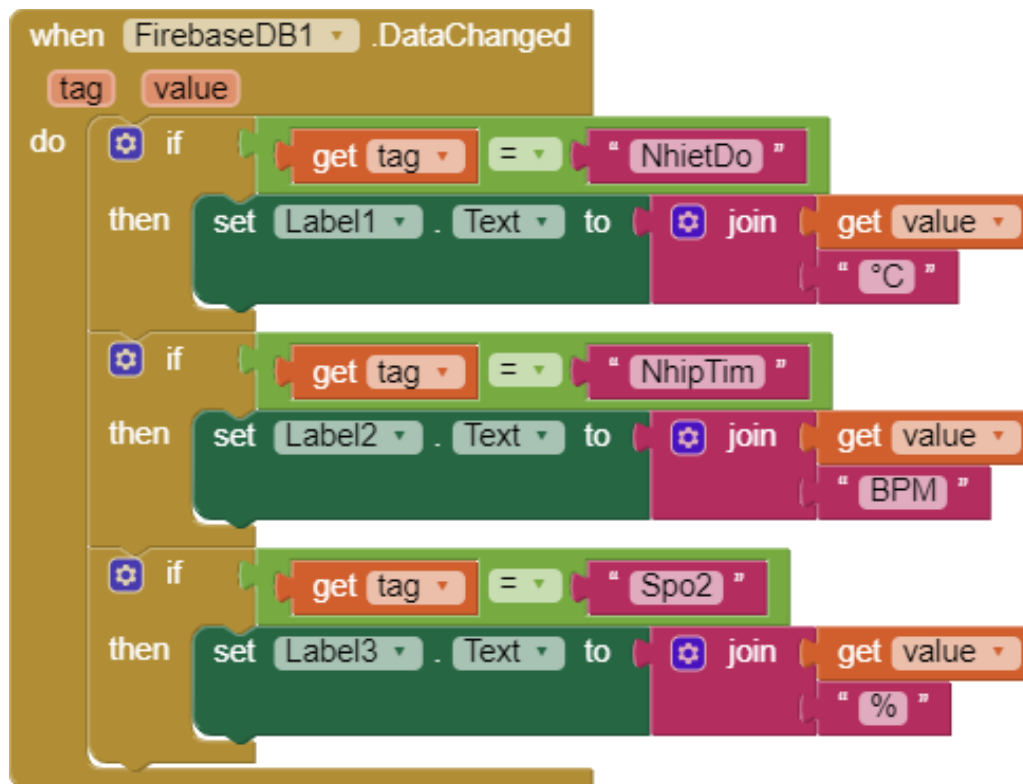 when FirebaseDB1 .DataChanged
tag value
do if get tag = “ NhietDo ”
then set Label1 . Text to join get value
“ °C ”
if get tag = “ NhipTim ”
then set Label2 . Text to join get value
“ BPM ”
if get tag = “ Spo2 ”
then set Label3 . Text to join get value
“ % ”